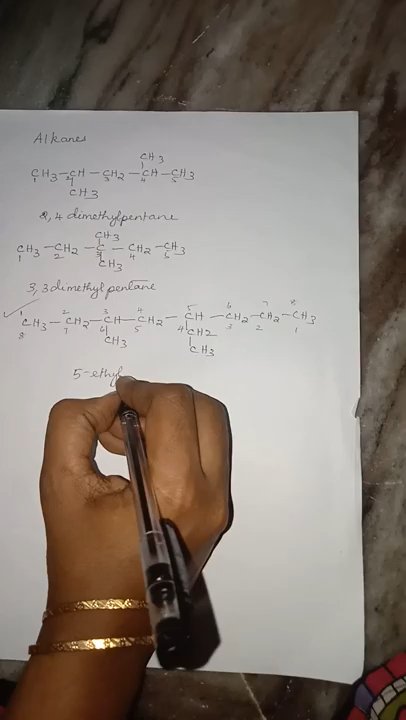 Alkanes
CH3
CH3-CH-CH2-CH-CH3
1 2 3 4 5
CH3
2,4 dimethylpentane
CH3
CH3-CH2-C-CH2-CH3
1 2 3 4 5
CH3
3,3 dimethylpentane
1 2 3 4 5 6 7 8
CH3-CH2-CH-CH2-CH-CH2-CH2-CH3
8 7 6 5 4 3 2 1
CH3 CH2
CH3
5-ethyl